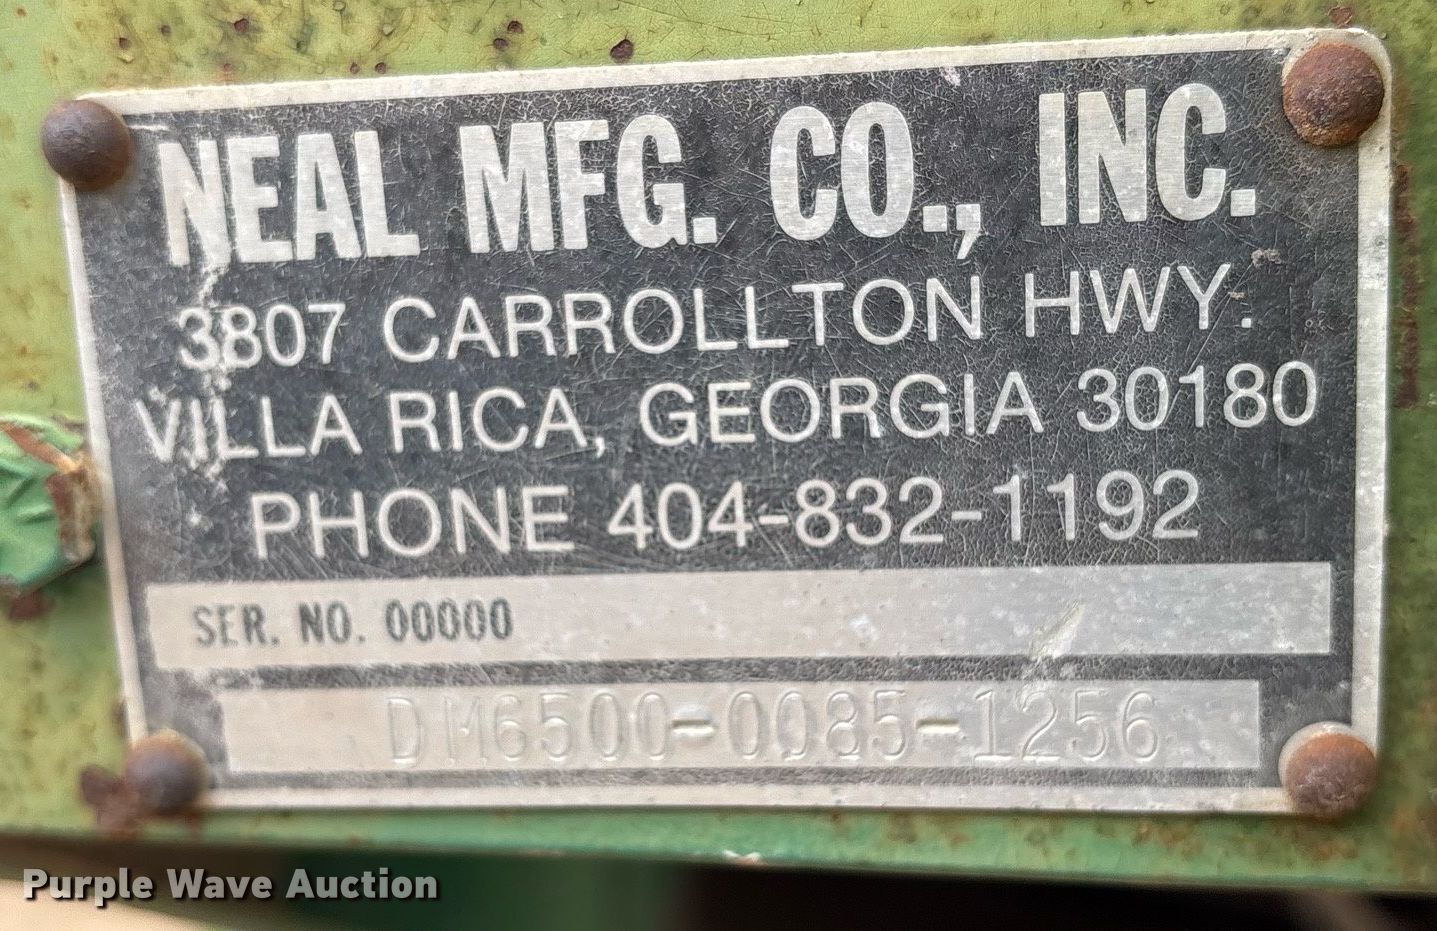 NEAL MFG. CO., INC.
3807 CARROLLTON HWY.
VILLA RICA, GEORGIA 30180
PHONE 404-832-1192
SER. NO. 00000
DM6500-0085-1256
Purple Wave Auction